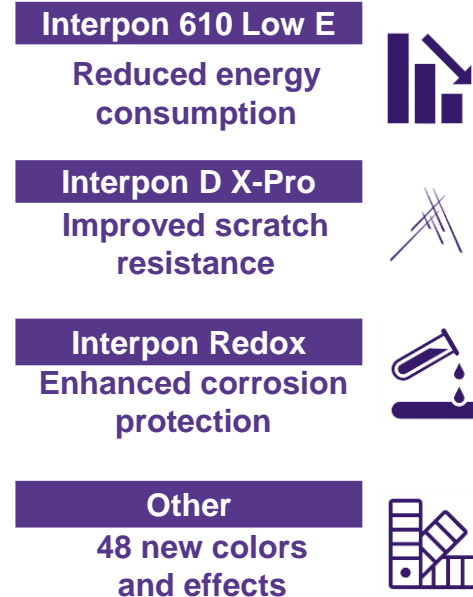 Interpon 610 Low E
Reduced energy
consumption
Interpon D X-Pro
Improved scratch
resistance
Interpon Redox
Enhanced corrosion
protection
Other
48 new colors
and effects